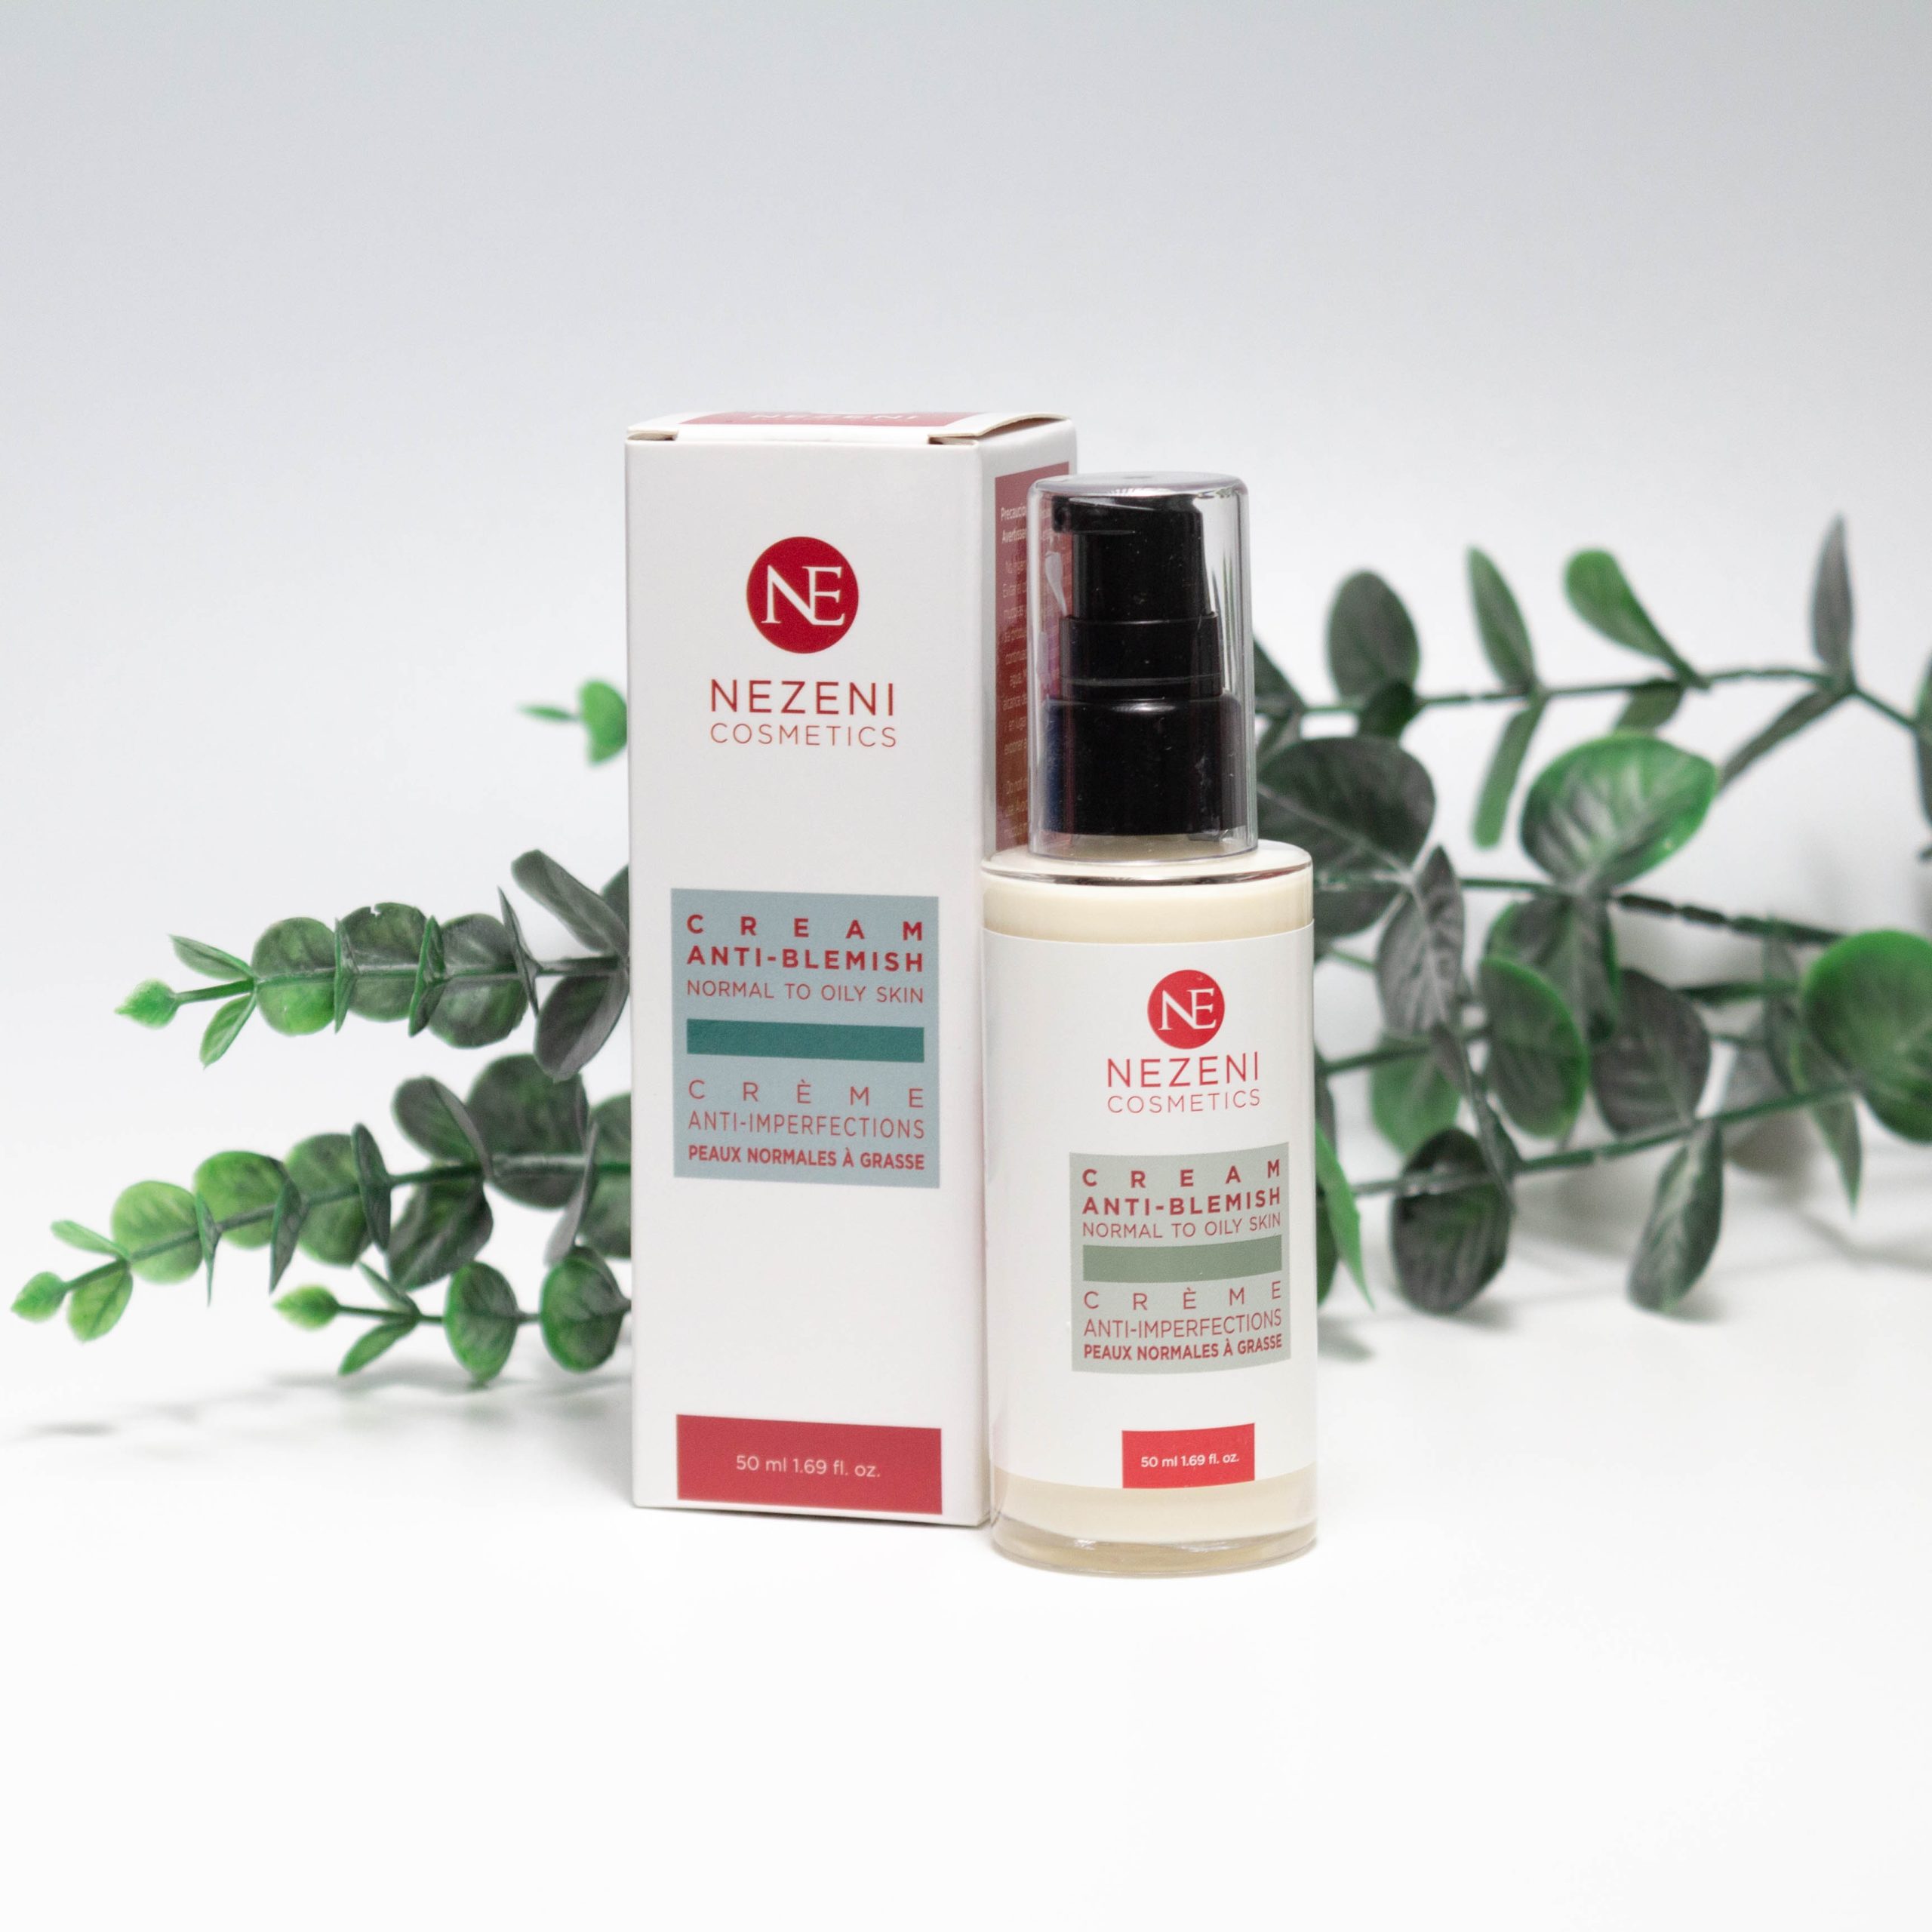 NEZENI
NE
NEZENI
COSMETICS
CREAM
ANTI-BLEMISH
NORMAL TO OILY SKIN
CRÈME
ANTI-IMPERFECTIONS
PEAUX NORMALES À GRASSE
50 ml 1.69 fl. oz.
NE
NEZENI
COSMETICS
CREAM
ANTI-BLEMISH
NORMAL TO OILY SKIN
CRÈME
ANTI-IMPERFECTIONS
PEAUX NORMALES À GRASSE
50 ml 1.69 fl. oz.